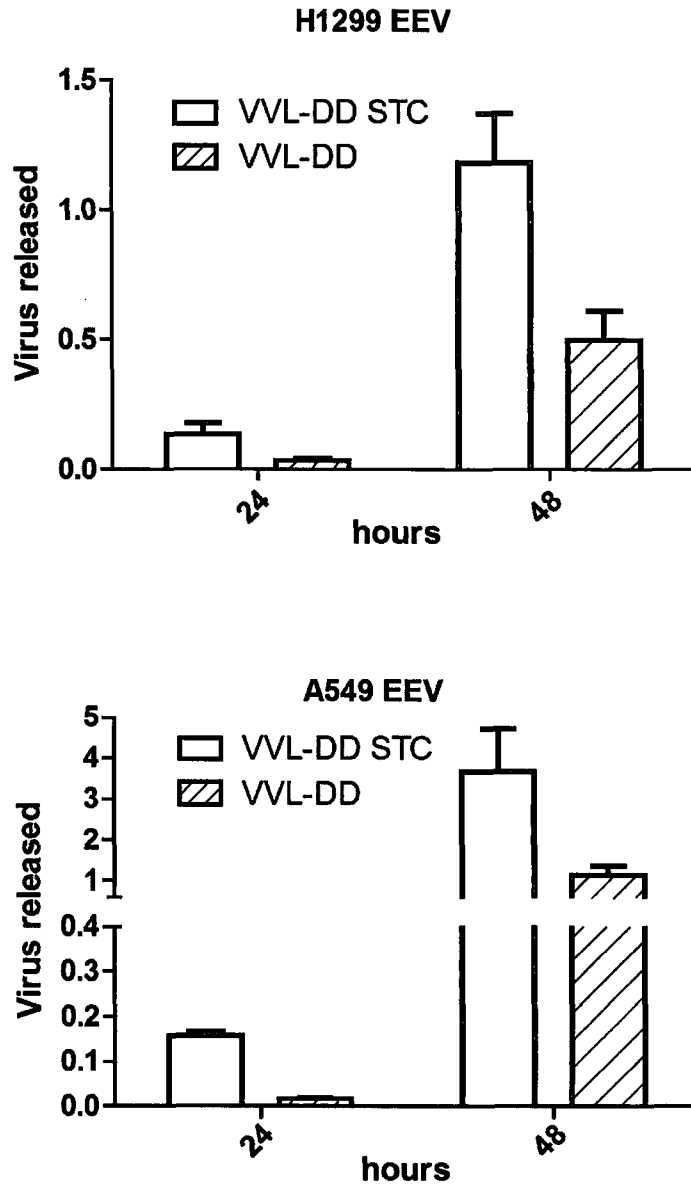 H1299 EEV
1.5
1.0
0.5
0.0
Virus released
VVL-DD STC
VVL-DD
24
48
hours
A549 EEV
5
4
3
2
1
0.4
0.3
0.2
0.1
0.0
Virus released
VVL-DD STC
VVL-DD
24
48
hours